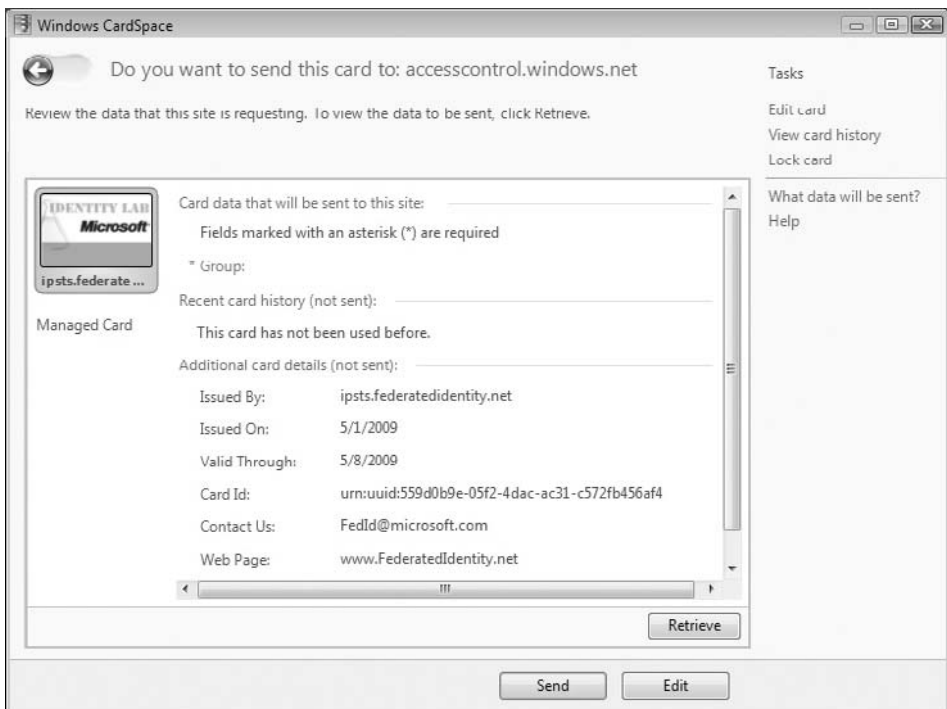 Windows CardSpace
Do you want to send this card to: accesscontrol.windows.net
Review the data that this site is requesting. To view the data to be sent, click Retrieve.
IDENTITY LAB
Microsoft
ipsts.federate ...
Managed Card
Card data that will be sent to this site:
Fields marked with an asterisk (*) are required
* Group:
Recent card history (not sent):
This card has not been used before.
Additional card details (not sent):
Issued By: ipsts.federatedidentity.net
Issued On: 5/1/2009
Valid Through: 5/8/2009
Card Id: urn:uuid:559d0b9e-05f2-4dac-ac31-c572fb456af4
Contact Us: FedId@microsoft.com
Web Page: www.FederatedIdentity.net
Retrieve
Send
Edit
Tasks
Edit card
View card history
Lock card
What data will be sent?
Help